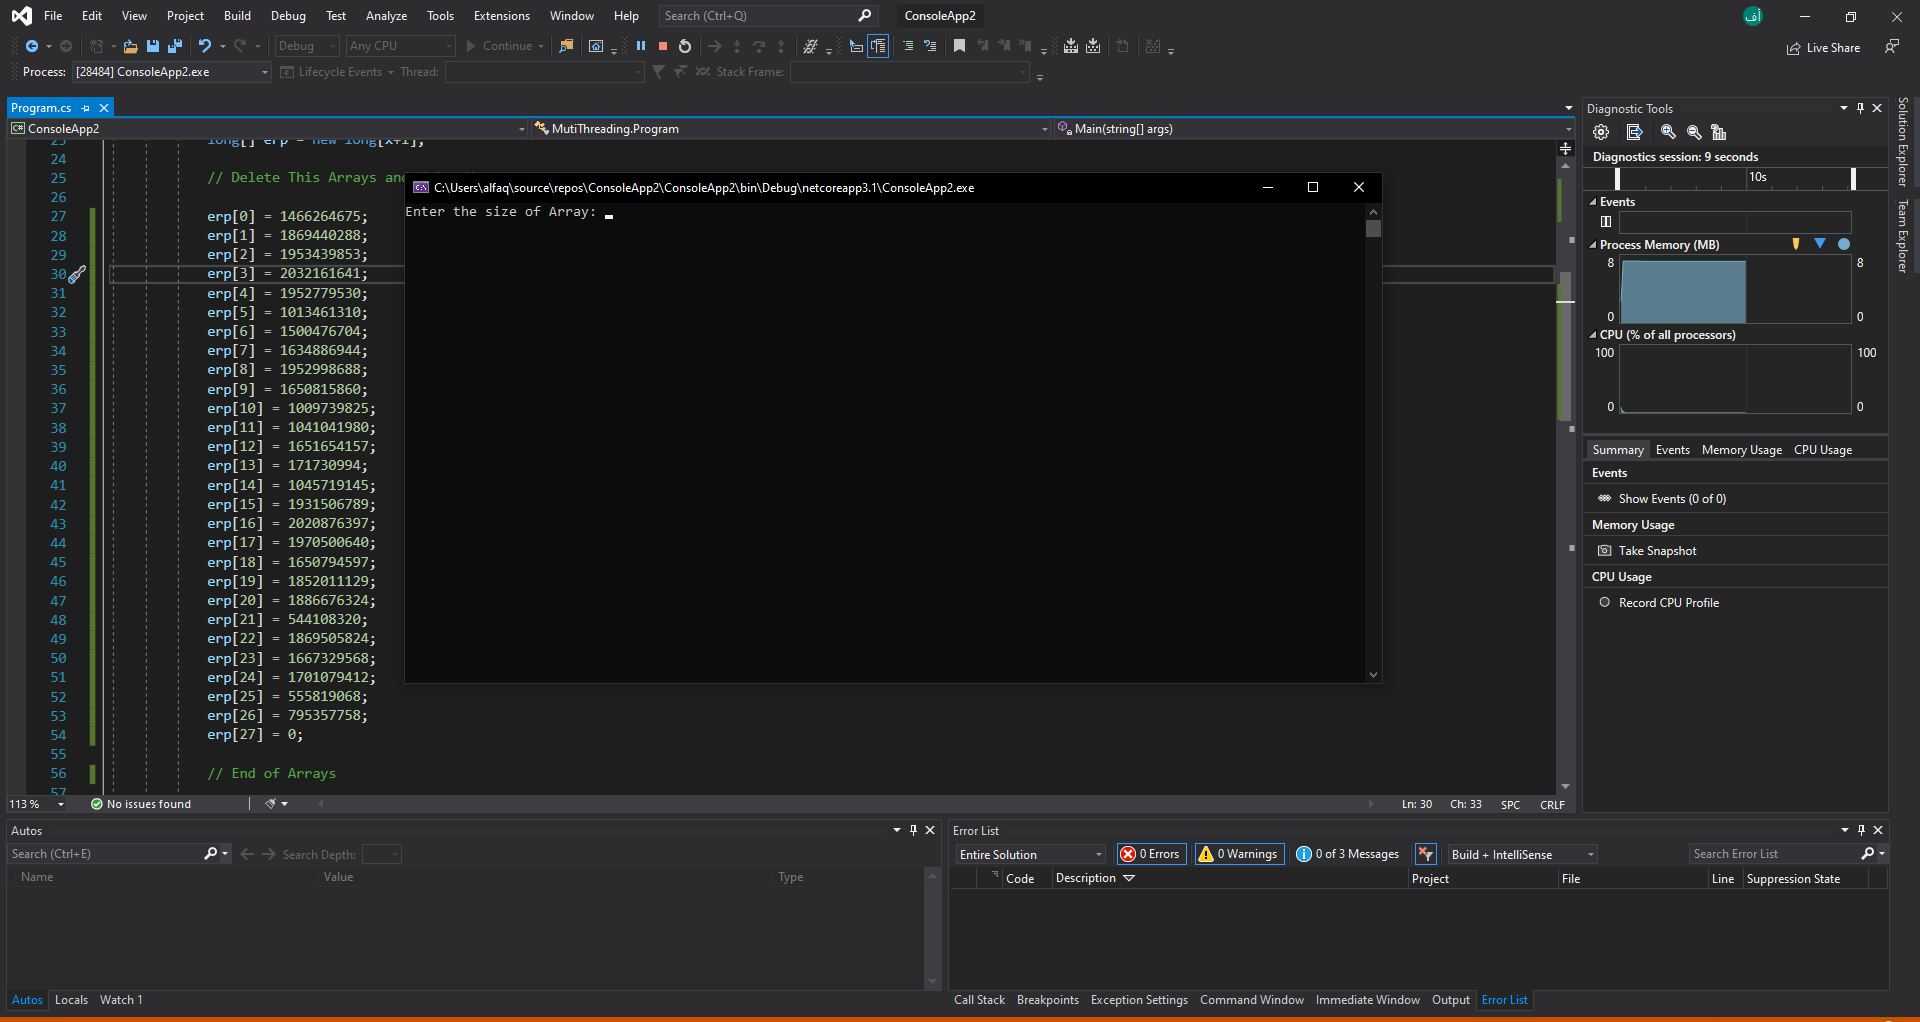 File Edit View Project Build Debug Test Analyze Tools Extensions Window Help Search (Ctrl+Q) ConsoleApp2 أف
Debug Any CPU Continue Live Share
Process: [28484] ConsoleApp2.exe Lifecycle Events Thread: Stack Frame:
Program.cs
ConsoleApp2 MutiThreading.Program Main(string[] args)
23 long[] erp = new long[x+1];
24
25 // Delete This Arrays and
26
27 erp[0] = 1466264675;
28 erp[1] = 1869440288;
29 erp[2] = 1953439853;
30 erp[3] = 2032161641;
31 erp[4] = 1952779530;
32 erp[5] = 1013461310;
33 erp[6] = 1500476704;
34 erp[7] = 1634886944;
35 erp[8] = 1952998688;
36 erp[9] = 1650815860;
37 erp[10] = 1009739825;
38 erp[11] = 1041041980;
39 erp[12] = 1651654157;
40 erp[13] = 171730994;
41 erp[14] = 1045719145;
42 erp[15] = 1931506789;
43 erp[16] = 2020876397;
44 erp[17] = 1970500640;
45 erp[18] = 1650794597;
46 erp[19] = 1852011129;
47 erp[20] = 1886676324;
48 erp[21] = 544108320;
49 erp[22] = 1869505824;
50 erp[23] = 1667329568;
51 erp[24] = 1701079412;
52 erp[25] = 555819068;
53 erp[26] = 795357758;
54 erp[27] = 0;
55
56 // End of Arrays
57
C:\Users\alfaq\source\repos\ConsoleApp2\ConsoleApp2\bin\Debug\netcoreapp3.1\ConsoleApp2.exe
Enter the size of Array:
113 % No issues found Ln: 30 Ch: 33 SPC CRLF
Diagnostic Tools
Diagnostics session: 9 seconds
10s
Events
Process Memory (MB)
8 8
0 0
CPU (% of all processors)
100 100
0 0
Summary Events Memory Usage CPU Usage
Events
Show Events (0 of 0)
Memory Usage
Take Snapshot
CPU Usage
Record CPU Profile
Solution Explorer
Team Explorer
Autos
Search (Ctrl+E) Search Depth:
Name Value Type
Autos Locals Watch 1
Error List
Entire Solution 0 Errors 0 Warnings 0 of 3 Messages Build + IntelliSense Search Error List
Code Description Project File Line Suppression State
Call Stack Breakpoints Exception Settings Command Window Immediate Window Output Error List